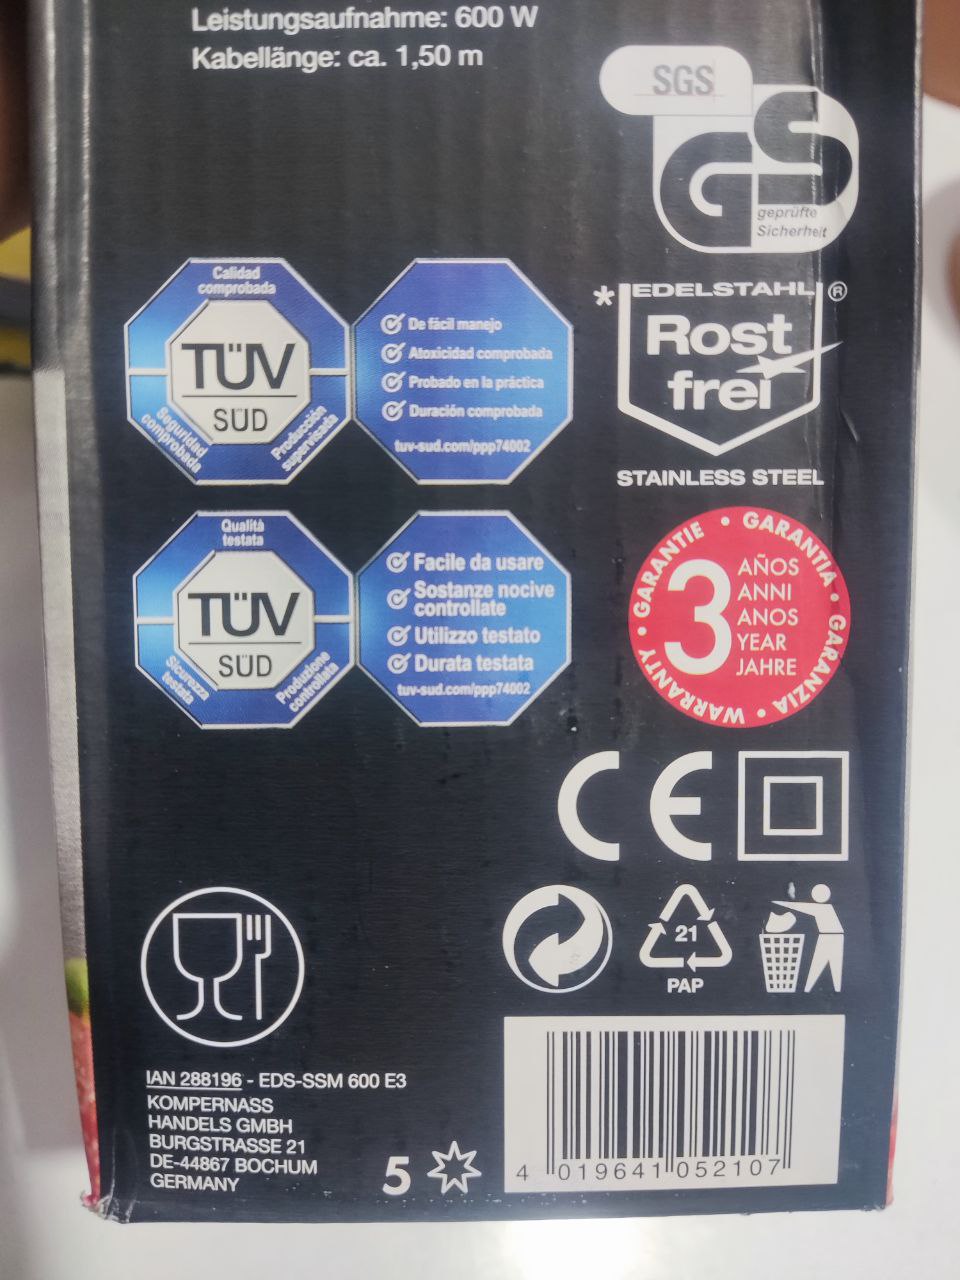 Leistungsaufnahme: 600 W
Kabellänge: ca. 1,50 m
SGS
GS
geprüfte
Sicherheit
Calidad
comprobada
TÜV
SÜD
Seguridad
comprobada
Producción
supervisada
De fácil manejo
Atoxicidad comprobada
Probado en la práctica
Duración comprobada
tuv-sud.com/ppp74002
* EDELSTAHL ®
Rost
frei
STAINLESS STEEL
Qualità
testata
TÜV
SÜD
Sicurezza
testata
Produzione
controllata
Facile da usare
Sostanze nocive
controllate
Utilizzo testato
Durata testata
tuv-sud.com/ppp74002
GARANTIE • GARANTIA • GARANZIA • WARRANTY •
3
AÑOS
ANNI
ANOS
YEAR
JAHRE
CE
21
PAP
IAN 288196 - EDS-SSM 600 E3
KOMPERNASS
HANDELS GMBH
BURGSTRASSE 21
DE-44867 BOCHUM
GERMANY
5
4 019641 052107